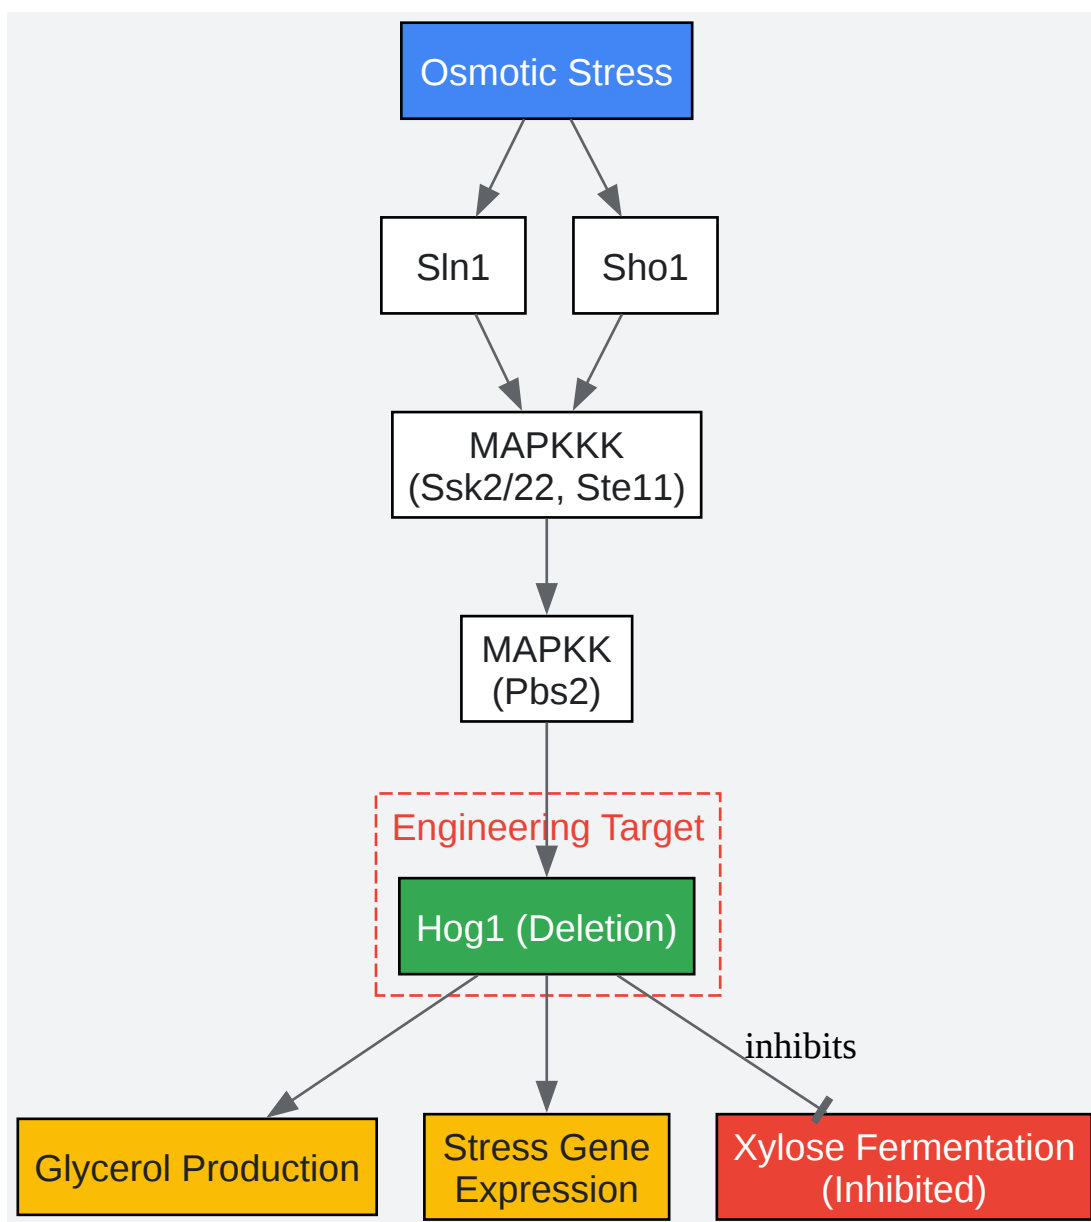 Osmotic Stress
Sln1
Sho1
MAPKKK
(Ssk2/22, Ste11)
MAPKK
(Pbs2)
Engineering Target
Hog1 (Deletion)
inhibits
Glycerol Production
Stress Gene
Expression
Xylose Fermentation
(Inhibited)